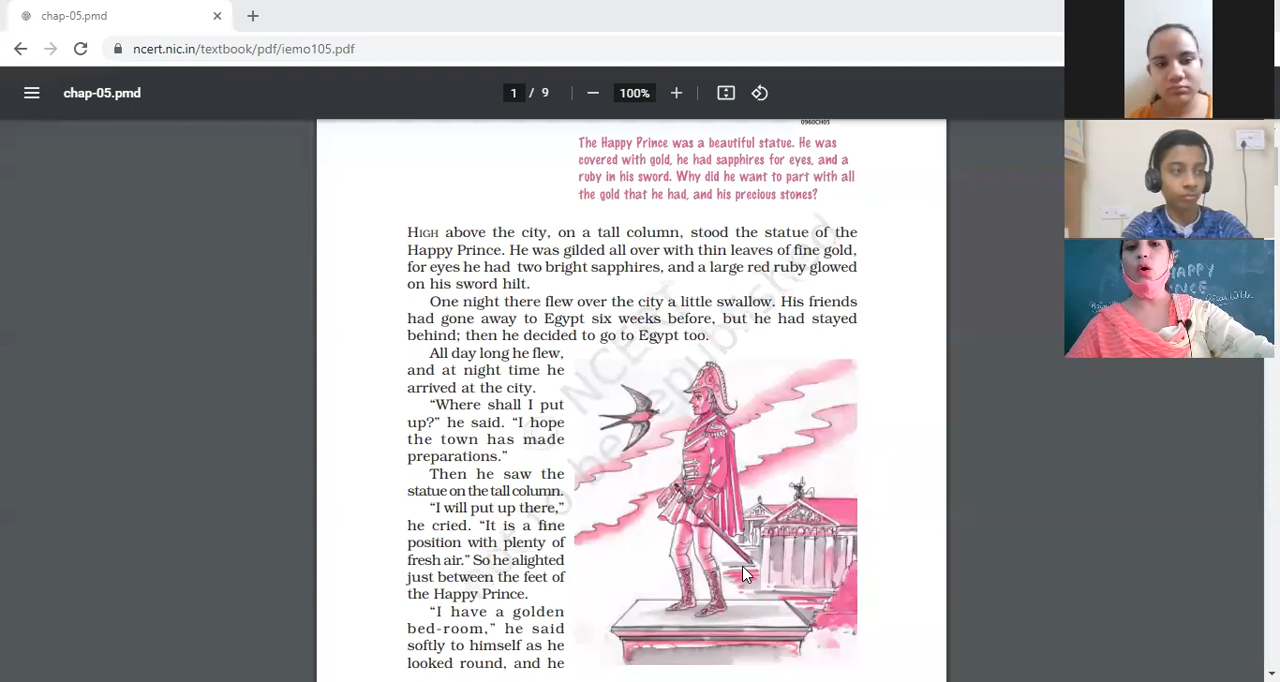 chap-05.pmd
ncert.nic.in/textbook/pdf/iemo105.pdf
chap-05.pmd
1 / 9
100%
0960CH05
The Happy Prince was a beautiful statue. He was
covered with gold, he had sapphires for eyes, and a
ruby in his sword. Why did he want to part with all
the gold that he had, and his precious stones?
HIGH above the city, on a tall column, stood the statue of the
Happy Prince. He was gilded all over with thin leaves of fine gold,
for eyes he had two bright sapphires, and a large red ruby glowed
on his sword hilt.
One night there flew over the city a little swallow. His friends
had gone away to Egypt six weeks before, but he had stayed
behind; then he decided to go to Egypt too.
All day long he flew,
and at night time he
arrived at the city.
“Where shall I put
up?” he said. “I hope
the town has made
preparations.”
Then he saw the
statue on the tall column.
“I will put up there,”
he cried. “It is a fine
position with plenty of
fresh air.” So he alighted
just between the feet of
the Happy Prince.
“I have a golden
bed-room,” he said
softly to himself as he
looked round, and he
HAPPY
Oscar Wilde